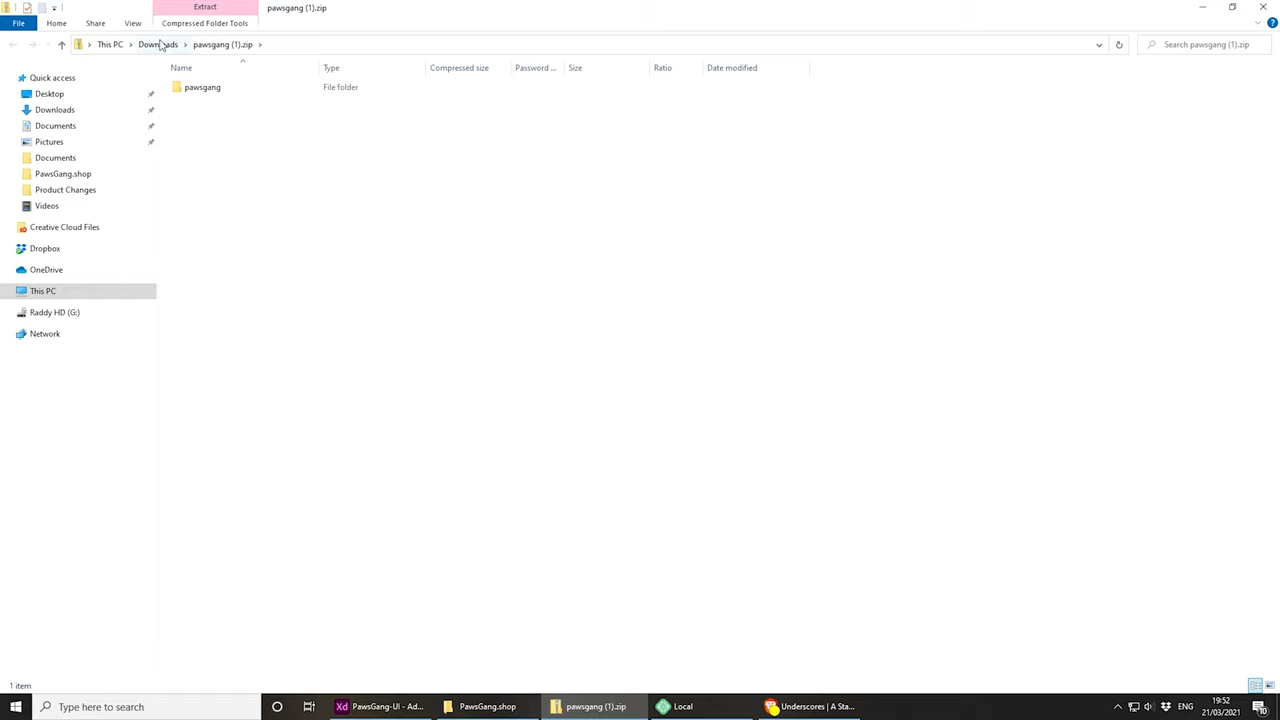 Extract
pawsgang (1).zip
File
Home
Share
View
Compressed Folder Tools
This PC
Downloads
pawsgang (1).zip
Search pawsgang (1).zip
Name
Type
Compressed size
Password ...
Size
Ratio
Date modified
pawsgang
File folder
Quick access
Desktop
Downloads
Documents
Pictures
Documents
PawsGang.shop
Product Changes
Videos
Creative Cloud Files
Dropbox
OneDrive
This PC
Raddy HD (G:)
Network
1 item
Type here to search
Xd
PawsGang-UI - Ad...
PawsGang.shop
pawsgang (1).zip
Local
Underscores | A Sta...
ENG
19:52
21/03/2021
10